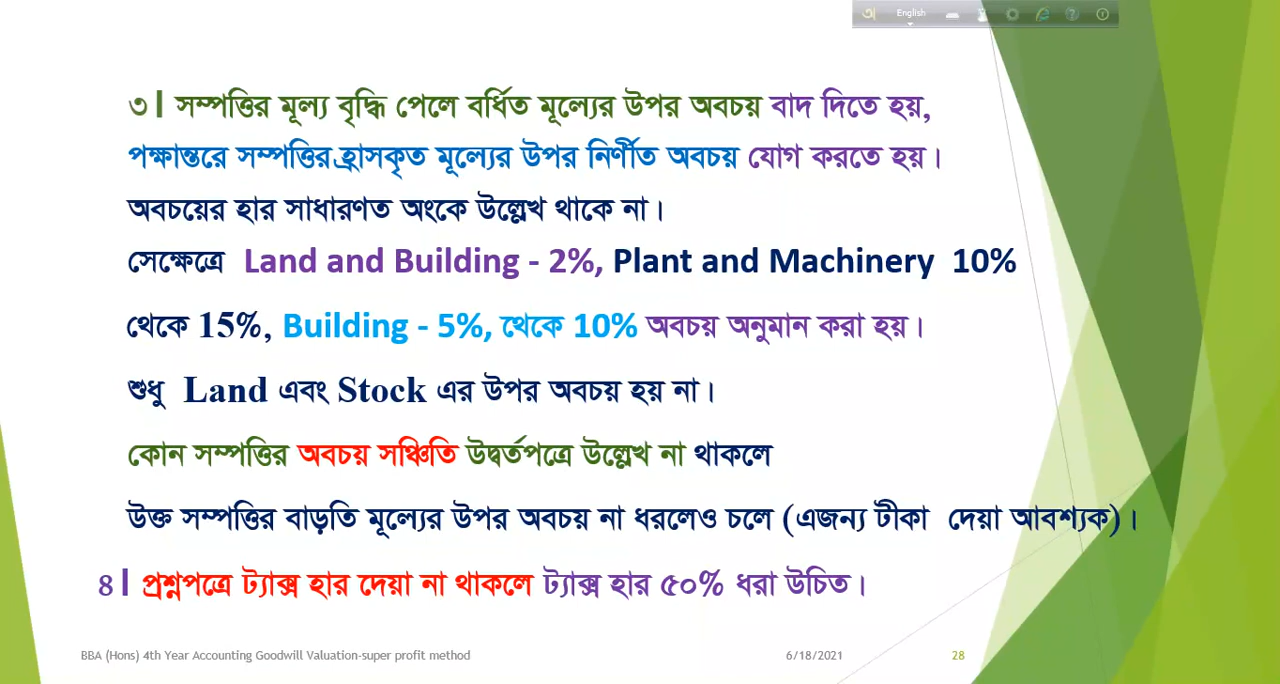 English
৩। সম্পত্তির মূল্য বৃদ্ধি পেলে বর্ধিত মূল্যের উপর অবচয় বাদ দিতে হয়,
পক্ষান্তরে সম্পত্তির হ্রাসকৃত মূল্যের উপর নির্ণীত অবচয় যোগ করতে হয়।
অবচয়ের হার সাধারণত অংকে উল্লেখ থাকে না।
সেক্ষেত্রে Land and Building - 2%, Plant and Machinery 10%
থেকে 15%, Building - 5%, থেকে 10% অবচয় অনুমান করা হয়।
শুধু Land এবং Stock এর উপর অবচয় হয় না।
কোন সম্পত্তির অবচয় সঞ্চিতি উদ্বর্তপত্রে উল্লেখ না থাকলে
উক্ত সম্পত্তির বাড়তি মূল্যের উপর অবচয় না ধরলেও চলে (এজন্য টীকা দেয়া আবশ্যক)।
৪। প্রশ্নপত্রে ট্যাক্স হার দেয়া না থাকলে ট্যাক্স হার ৫০% ধরা উচিত।
BBA (Hons) 4th Year Accounting Goodwill Valuation-super profit method 6/18/2021 28